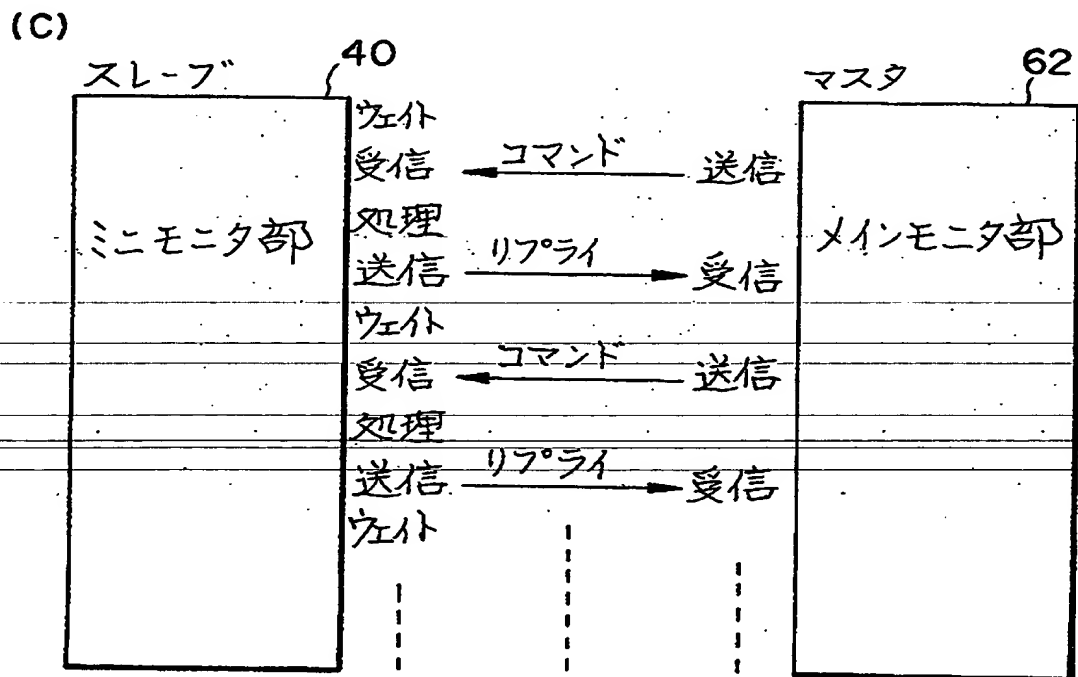 (C)
スレーブ 40 マスタ 62
ウェイト
受信 コマンド 送信
処理
ミニモニタ部 メインモニタ部
送信 リプライ 受信
ウェイト
受信 コマンド 送信
処理
送信 リプライ 受信
ウェイト